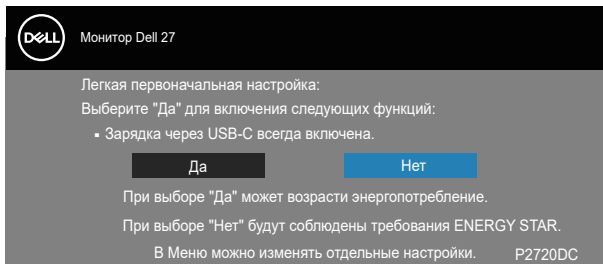 DELL
Монитор Dell 27
Легкая первоначальная настройка:
Выберите "Да" для включения следующих функций:
▪ Зарядка через USB-C всегда включена.
Да Нет
При выборе "Да" может возрасти энергопотребление.
При выборе "Нет" будут соблюдены требования ENERGY STAR.
В Меню можно изменять отдельные настройки. P2720DC